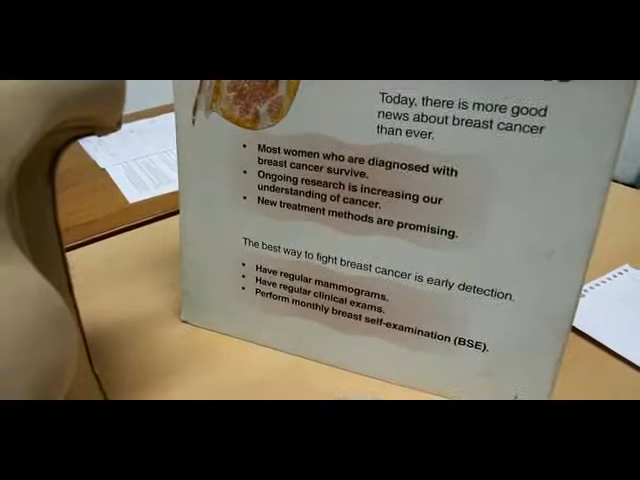 Today, there is more good
news about breast cancer
than ever.
• Most women who are diagnosed with
breast cancer survive.
• Ongoing research is increasing our
understanding of cancer.
• New treatment methods are promising.
The best way to fight breast cancer is early detection.
• Have regular mammograms.
• Have regular clinical exams.
• Perform monthly breast self-examination (BSE).